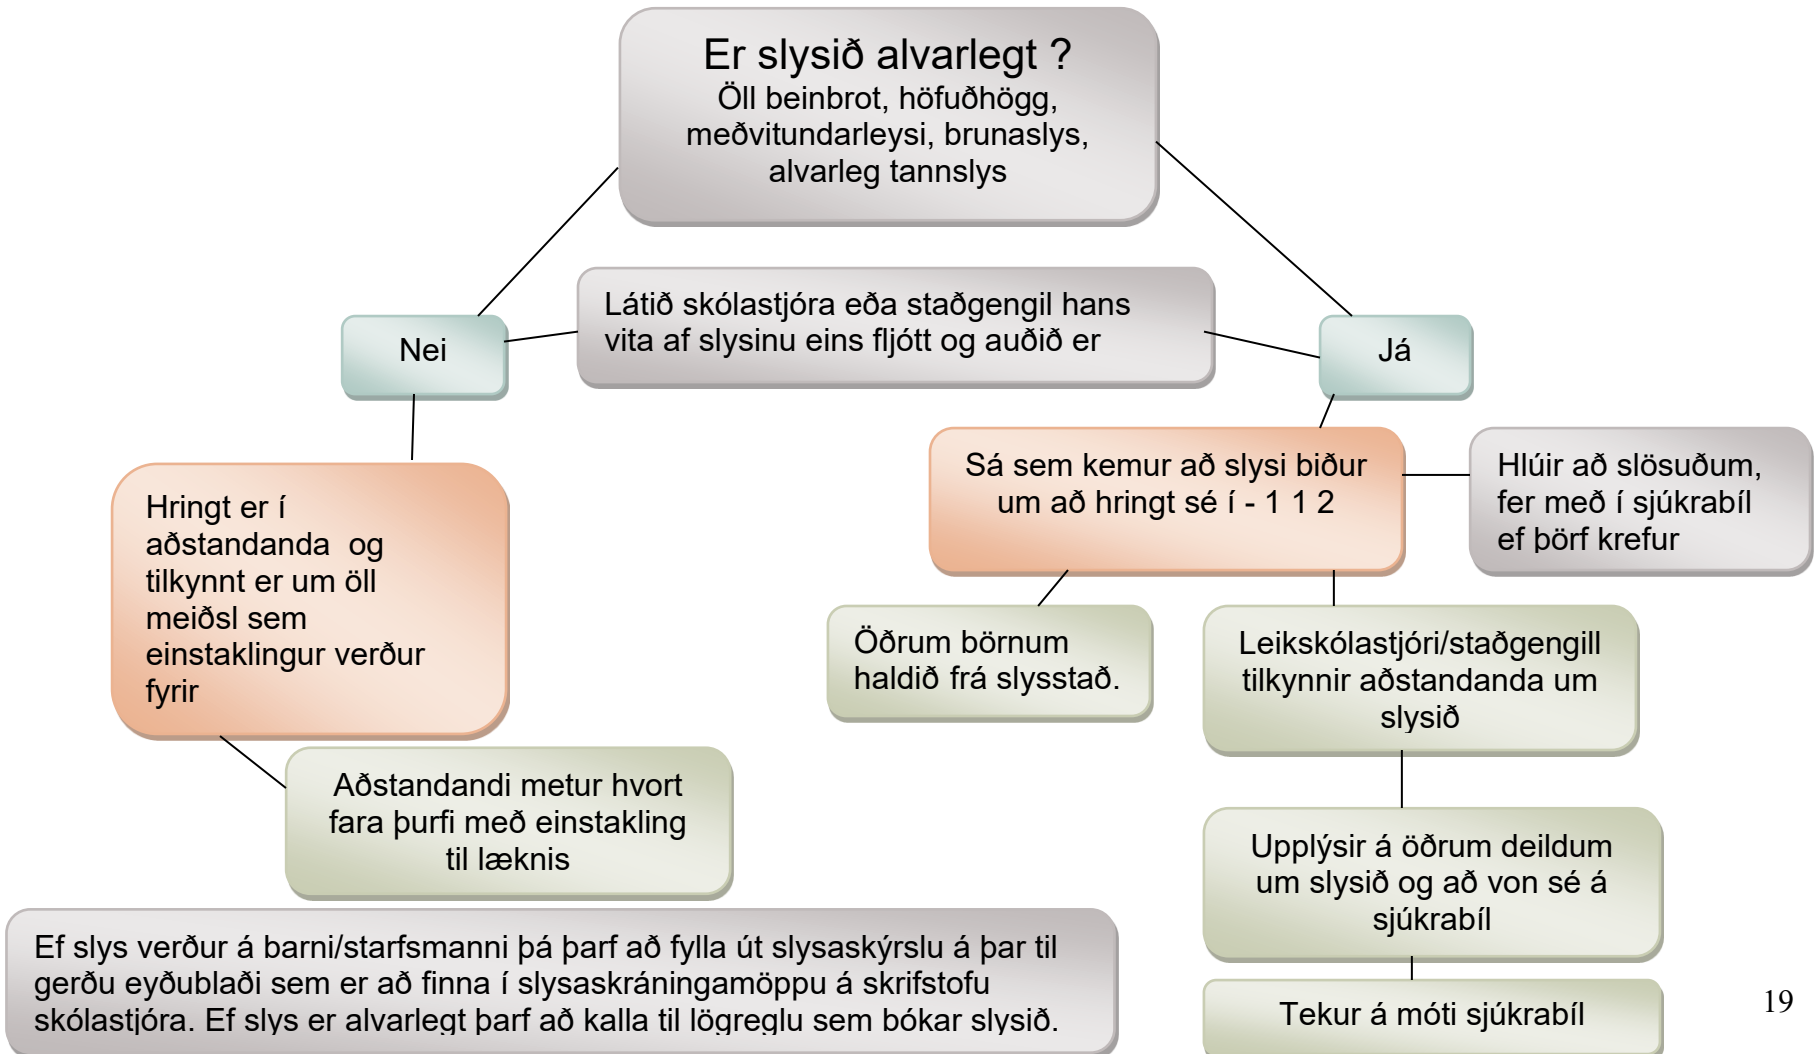 Er slysið alvarlegt ?
Öll beinbrot, höfuðhögg,
meðvitundarleysi, brunaslys,
alvarleg tannslys
Látið skólastjóra eða staðgengil hans
vita af slysinu eins fljótt og auðið er
Nei
Já
Hringt er í
aðstandanda og
tilkynnt er um öll
meiðsl sem
einstaklingur verður
fyrir
Sá sem kemur að slysi biður
um að hringt sé í - 1 1 2
Hlúir að slösuðum,
fer með í sjúkrabíl
ef þörf krefur
Öðrum börnum
haldið frá slysstað.
Leikskólastjóri/staðgengill
tilkynnir aðstandanda um
slysið
Aðstandandi metur hvort
fara þurfi með einstakling
til læknis
Upplýsir á öðrum deildum
um slysið og að von sé á
sjúkrabíl
Ef slys verður á barni/starfsmanni þá þarf að fylla út slysaskýrslu á þar til
gerðu eyðublaði sem er að finna í slysaskráningamöppu á skrifstofu
skólastjóra. Ef slys er alvarlegt þarf að kalla til lögreglu sem bókar slysið.
Tekur á móti sjúkrabíl
19